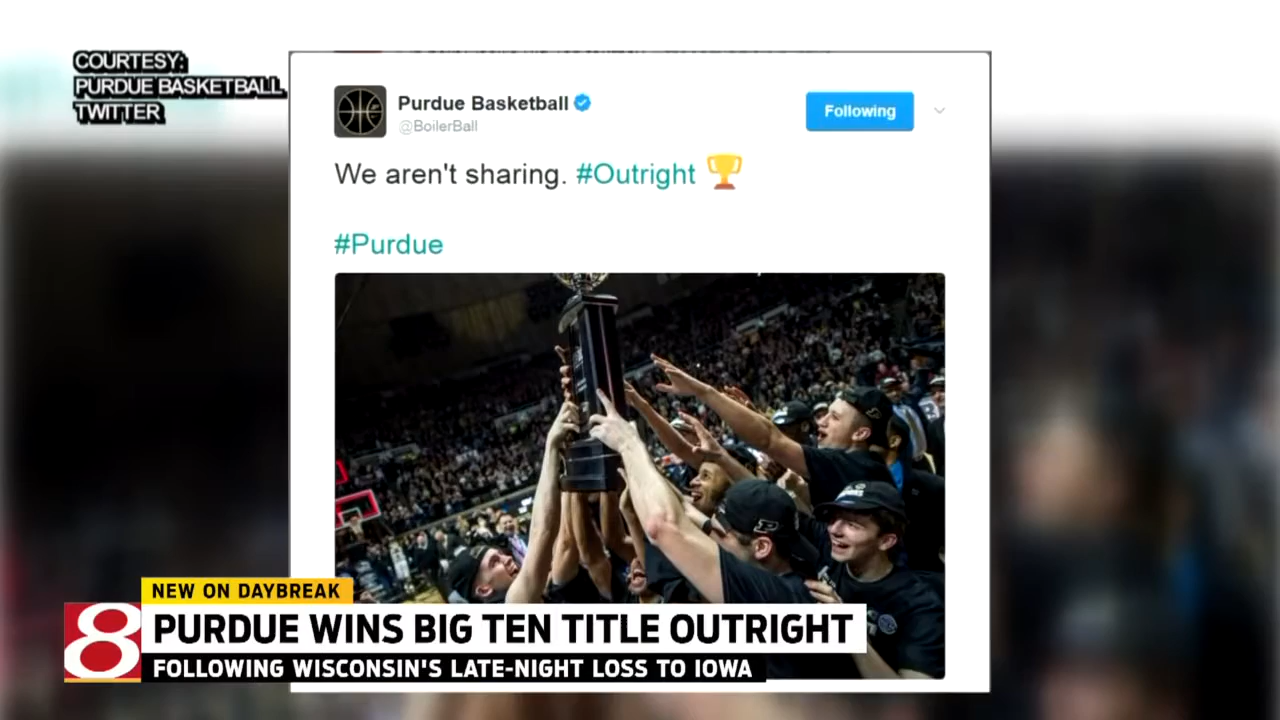 COURTESY:
PURDUE BASKETBALL
TWITTER
Purdue Basketball
@BoilerBall
Following
We aren't sharing. #Outright 🏆
#Purdue
P
NEW ON DAYBREAK
8
PURDUE WINS BIG TEN TITLE OUTRIGHT
FOLLOWING WISCONSIN'S LATE-NIGHT LOSS TO IOWA